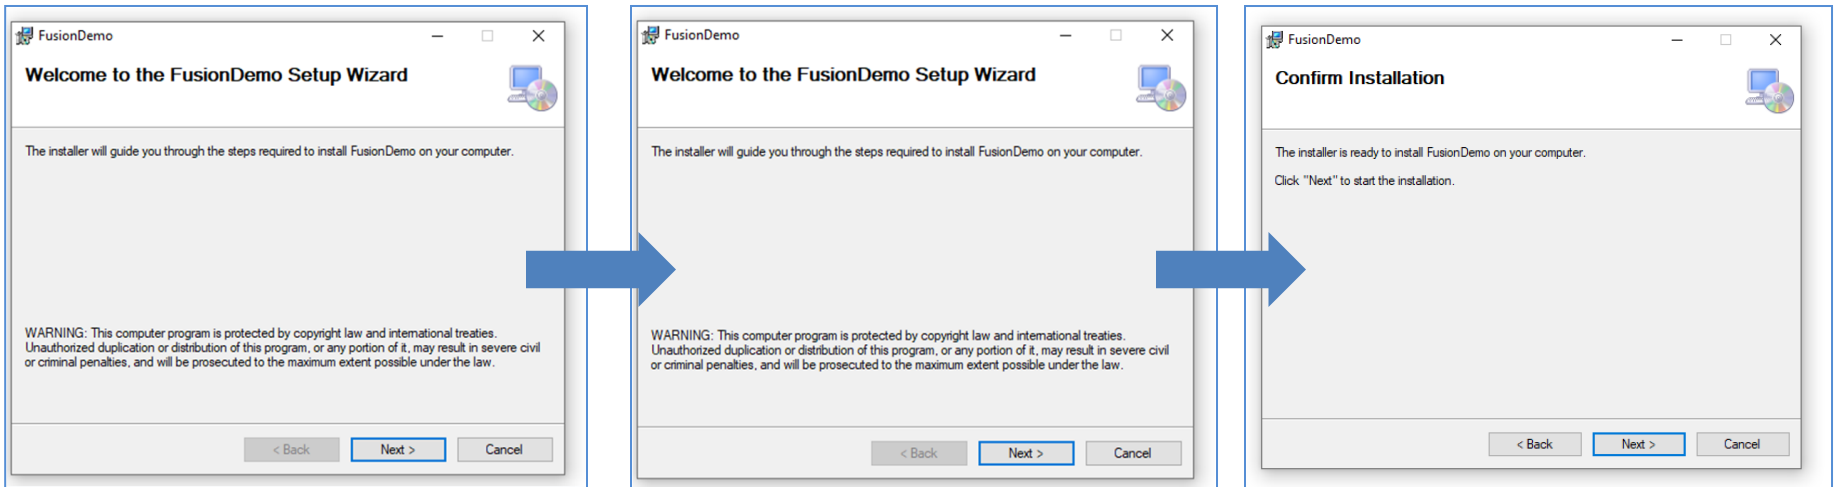 FusionDemo
Welcome to the FusionDemo Setup Wizard
The installer will guide you through the steps required to install FusionDemo on your computer.
WARNING: This computer program is protected by copyright law and international treaties.
Unauthorized duplication or distribution of this program, or any portion of it, may result in severe civil
or criminal penalties, and will be prosecuted to the maximum extent possible under the law.
< Back Next > Cancel
FusionDemo
Welcome to the FusionDemo Setup Wizard
The installer will guide you through the steps required to install FusionDemo on your computer.
WARNING: This computer program is protected by copyright law and international treaties.
Unauthorized duplication or distribution of this program, or any portion of it, may result in severe civil
or criminal penalties, and will be prosecuted to the maximum extent possible under the law.
< Back Next > Cancel
FusionDemo
Confirm Installation
The installer is ready to install FusionDemo on your computer.
Click "Next" to start the installation.
< Back Next > Cancel